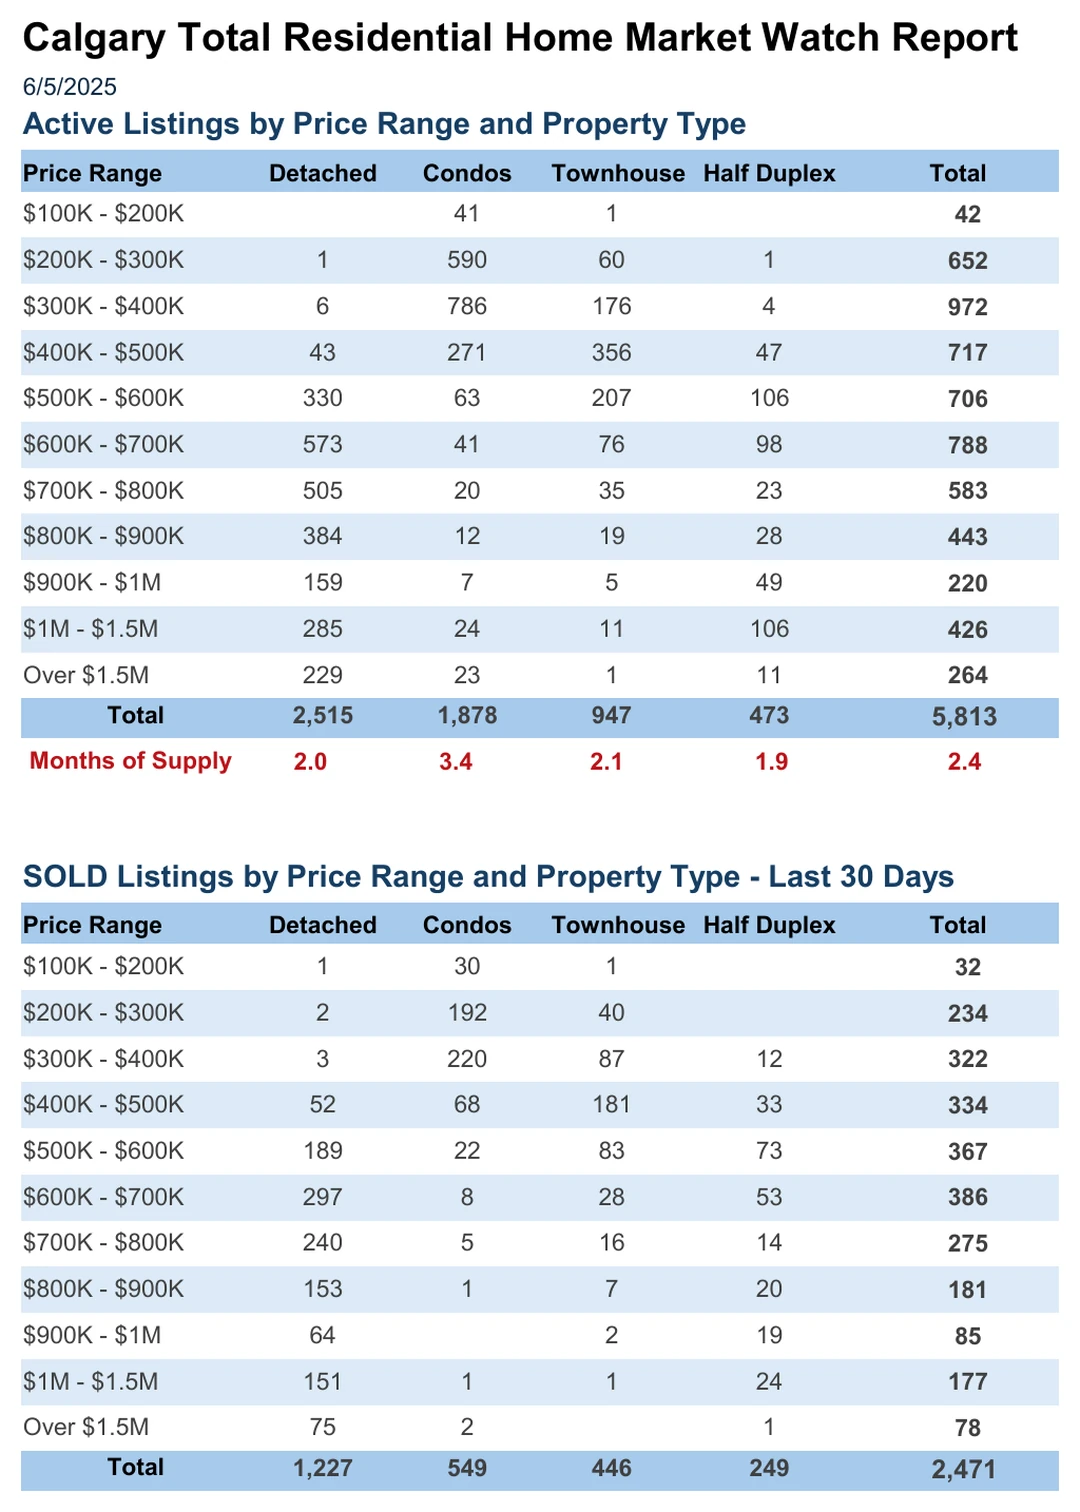 Calgary Total Residential Home Market Watch Report
6/5/2025
Active Listings by Price Range and Property Type
Price Range Detached Condos Townhouse Half Duplex Total
$100K - $200K 41 1 42
$200K - $300K 1 590 60 1 652
$300K - $400K 6 786 176 4 972
$400K - $500K 43 271 356 47 717
$500K - $600K 330 63 207 106 706
$600K - $700K 573 41 76 98 788
$700K - $800K 505 20 35 23 583
$800K - $900K 384 12 19 28 443
$900K - $1M 159 7 5 49 220
$1M - $1.5M 285 24 11 106 426
Over $1.5M 229 23 1 11 264
Total 2,515 1,878 947 473 5,813
Months of Supply 2.0 3.4 2.1 1.9 2.4
SOLD Listings by Price Range and Property Type - Last 30 Days
Price Range Detached Condos Townhouse Half Duplex Total
$100K - $200K 1 30 1 32
$200K - $300K 2 192 40 234
$300K - $400K 3 220 87 12 322
$400K - $500K 52 68 181 33 334
$500K - $600K 189 22 83 73 367
$600K - $700K 297 8 28 53 386
$700K - $800K 240 5 16 14 275
$800K - $900K 153 1 7 20 181
$900K - $1M 64 2 19 85
$1M - $1.5M 151 1 1 24 177
Over $1.5M 75 2 1 78
Total 1,227 549 446 249 2,471